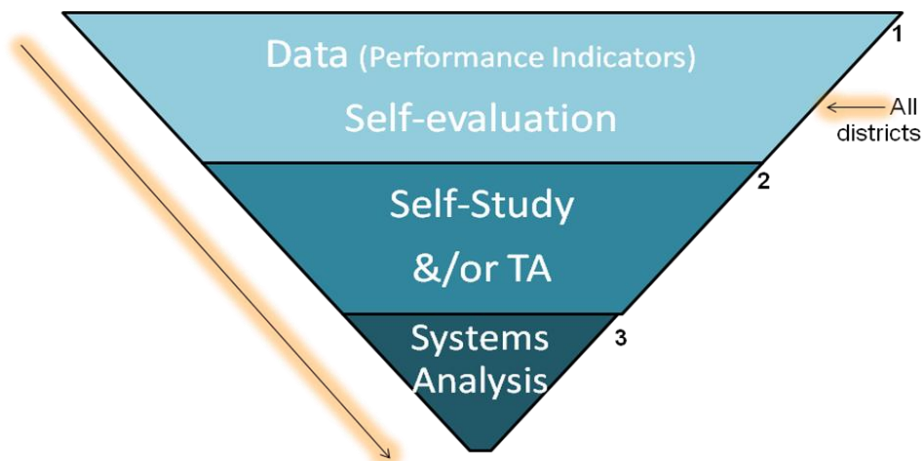 1
Data (Performance Indicators)
Self-evaluation
All
districts
2
Self-Study
&/or TA
3
Systems
Analysis